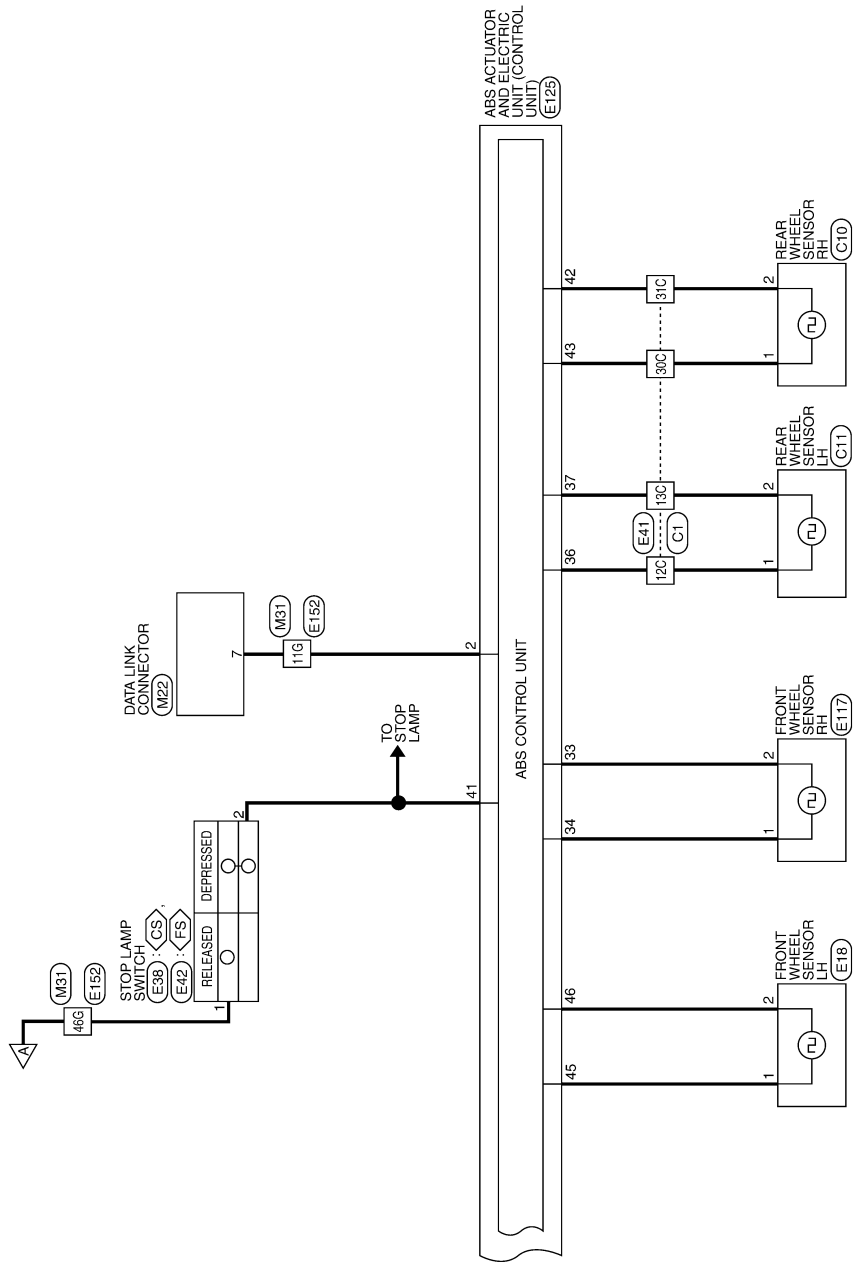 A
46G
M31
E152
STOP LAMP
SWITCH
E38 : CS ,
E42 : FS
RELEASED
DEPRESSED
1
2
DATA LINK
CONNECTOR
M22
7
M31
E152
11G
TO
STOP
LAMP
41
2
ABS ACTUATOR
AND ELECTRIC
UNIT (CONTROL
UNIT)
E125
ABS CONTROL UNIT
45
46
34
33
36
37
43
42
E41
C1
12C
13C
30C
31C
1
2
1
2
1
2
1
2
FRONT
WHEEL
SENSOR
LH
E18
FRONT
WHEEL
SENSOR
RH
E117
REAR
WHEEL
SENSOR
LH
C11
REAR
WHEEL
SENSOR
RH
C10